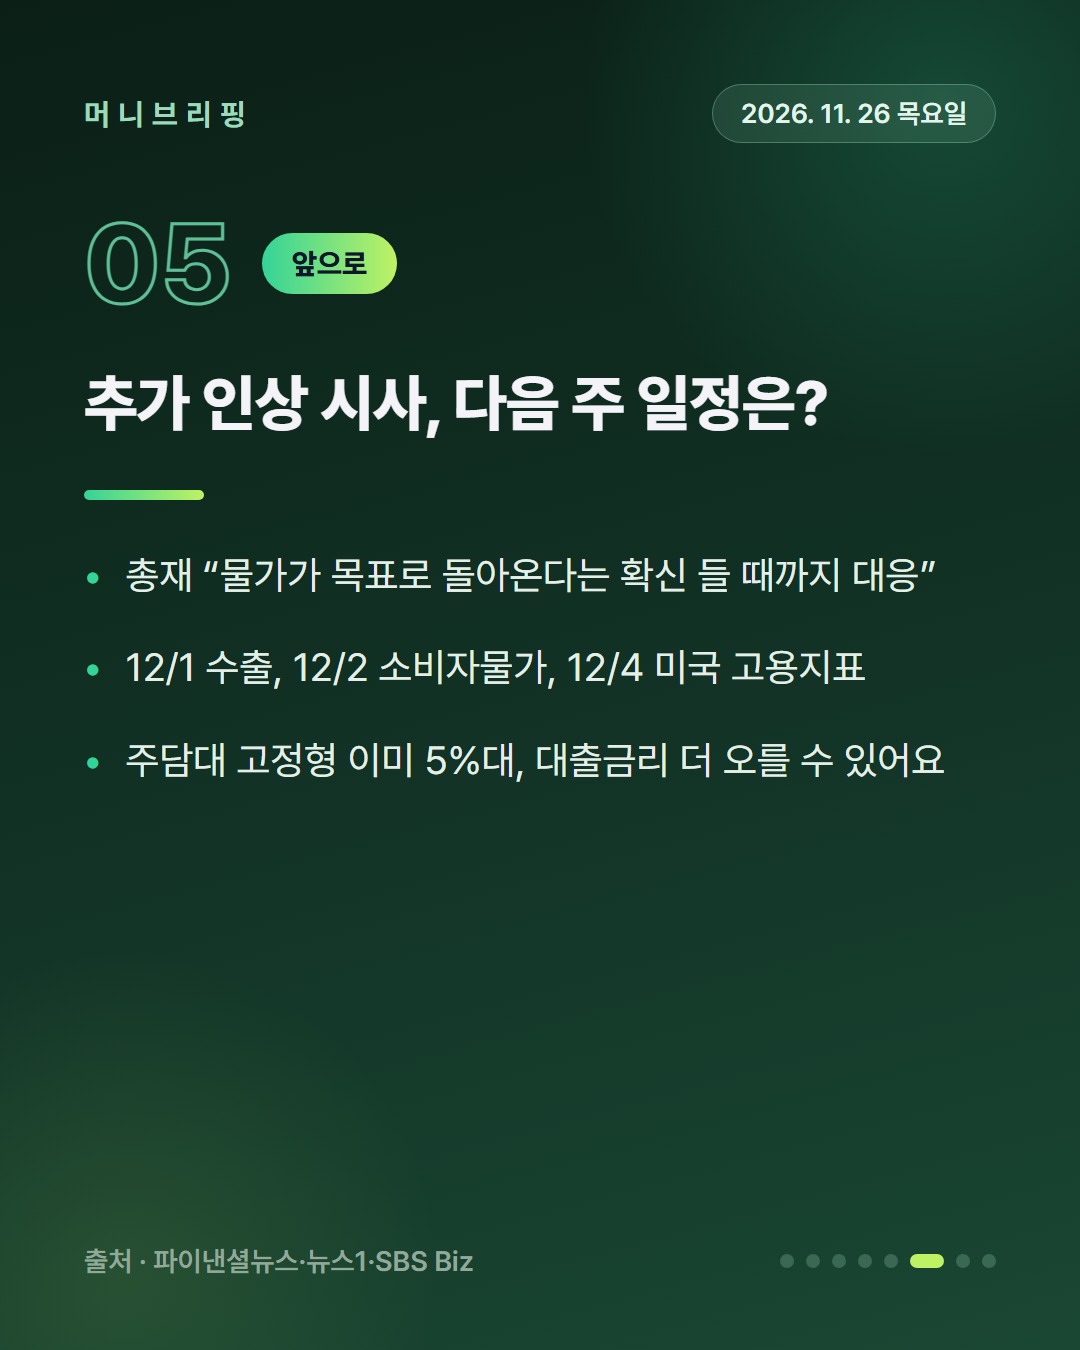 머니브리핑
2026. 11. 26 목요일
05
앞으로
추가 인상 시사, 다음 주 일정은?
• 총재 “물가가 목표로 돌아온다는 확신 들 때까지 대응”
• 12/1 수출, 12/2 소비자물가, 12/4 미국 고용지표
• 주담대 고정형 이미 5%대, 대출금리 더 오를 수 있어요
출처 · 파이낸셜뉴스·뉴스1·SBS Biz